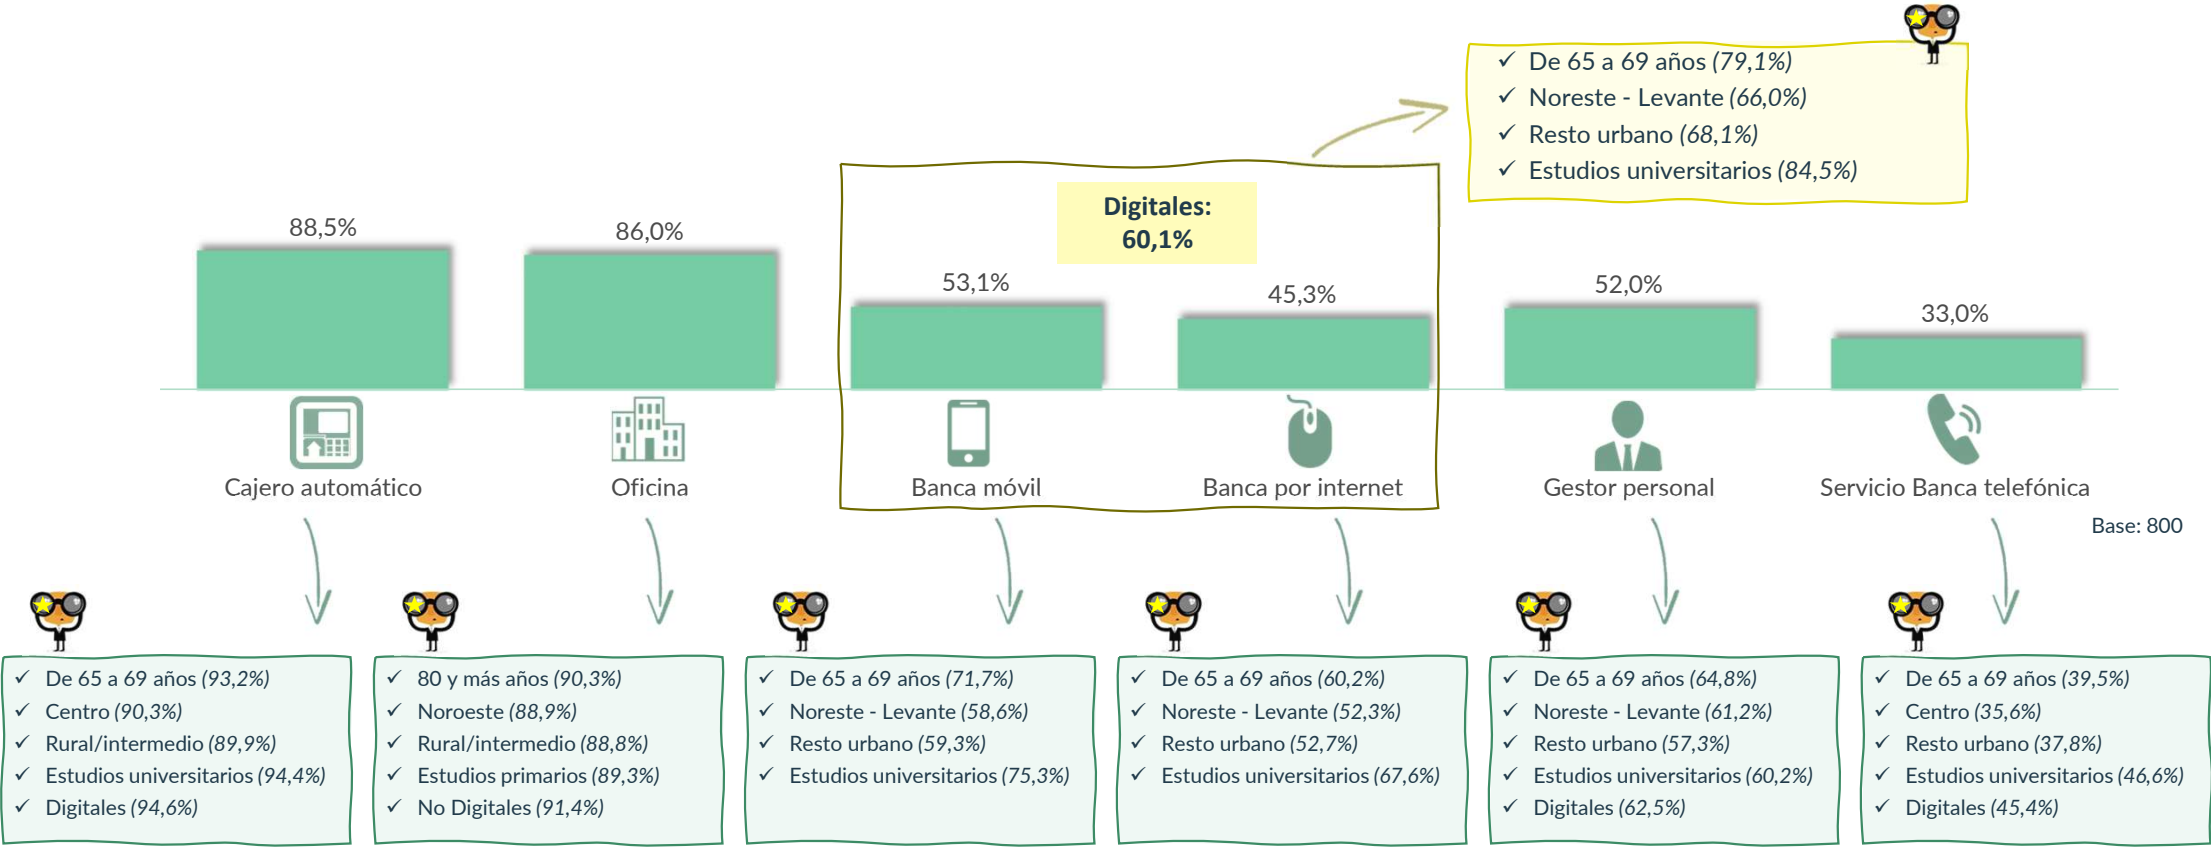 ✓ De 65 a 69 años (79,1%)
✓ Noreste - Levante (66,0%)
✓ Resto urbano (68,1%)
✓ Estudios universitarios (84,5%)
Digitales:
60,1%
88,5%
86,0%
53,1%
45,3%
52,0%
33,0%
Cajero automático
Oficina
Banca móvil
Banca por internet
Gestor personal
Servicio Banca telefónica
Base: 800
✓ De 65 a 69 años (93,2%)
✓ Centro (90,3%)
✓ Rural/intermedio (89,9%)
✓ Estudios universitarios (94,4%)
✓ Digitales (94,6%)
✓ 80 y más años (90,3%)
✓ Noroeste (88,9%)
✓ Rural/intermedio (88,8%)
✓ Estudios primarios (89,3%)
✓ No Digitales (91,4%)
✓ De 65 a 69 años (71,7%)
✓ Noreste - Levante (58,6%)
✓ Resto urbano (59,3%)
✓ Estudios universitarios (75,3%)
✓ De 65 a 69 años (60,2%)
✓ Noreste - Levante (52,3%)
✓ Resto urbano (52,7%)
✓ Estudios universitarios (67,6%)
✓ De 65 a 69 años (64,8%)
✓ Noreste - Levante (61,2%)
✓ Resto urbano (57,3%)
✓ Estudios universitarios (60,2%)
✓ Digitales (62,5%)
✓ De 65 a 69 años (39,5%)
✓ Centro (35,6%)
✓ Resto urbano (37,8%)
✓ Estudios universitarios (46,6%)
✓ Digitales (45,4%)